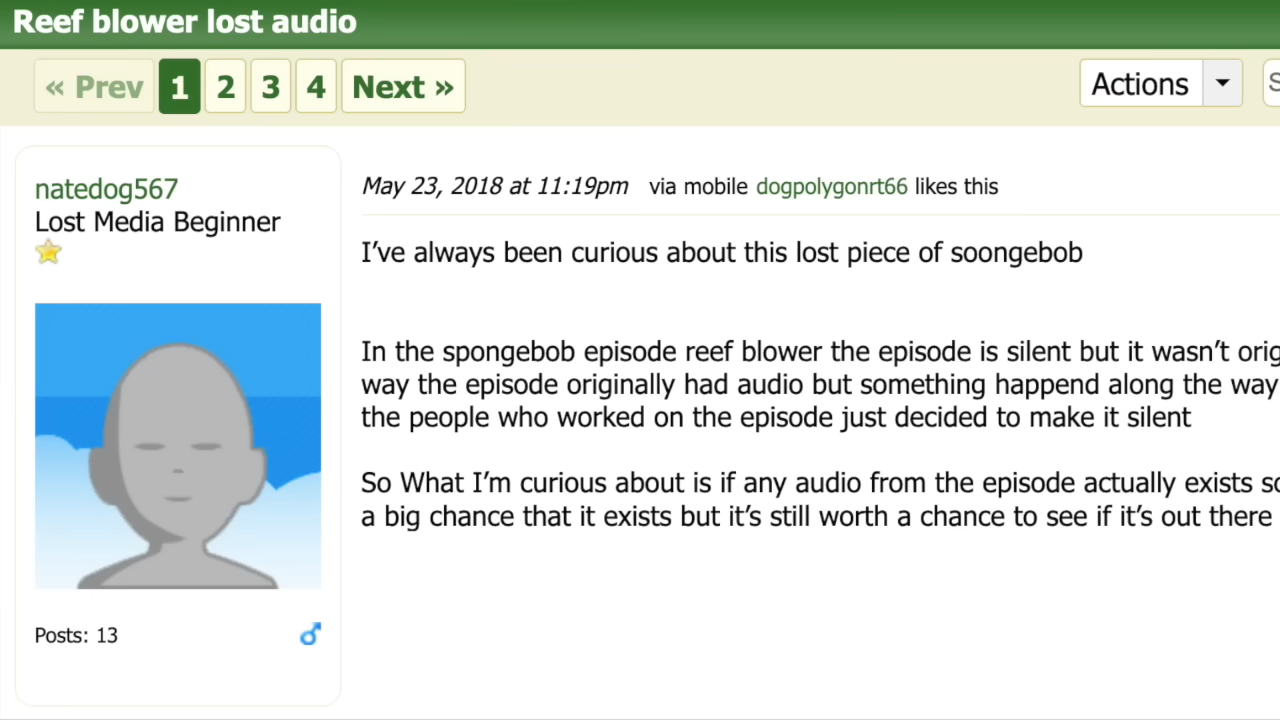 Reef blower lost audio
« Prev 1 2 3 4 Next » Actions
natedog567
Lost Media Beginner
May 23, 2018 at 11:19pm via mobile dogpolygonrt66 likes this
I've always been curious about this lost piece of soongebob
In the spongebob episode reef blower the episode is silent but it wasn't
way the episode originally had audio but something happend along the way
the people who worked on the episode just decided to make it silent
So What I'm curious about is if any audio from the episode actually exists
a big chance that it exists but it's still worth a chance to see if it's out there
Posts: 13